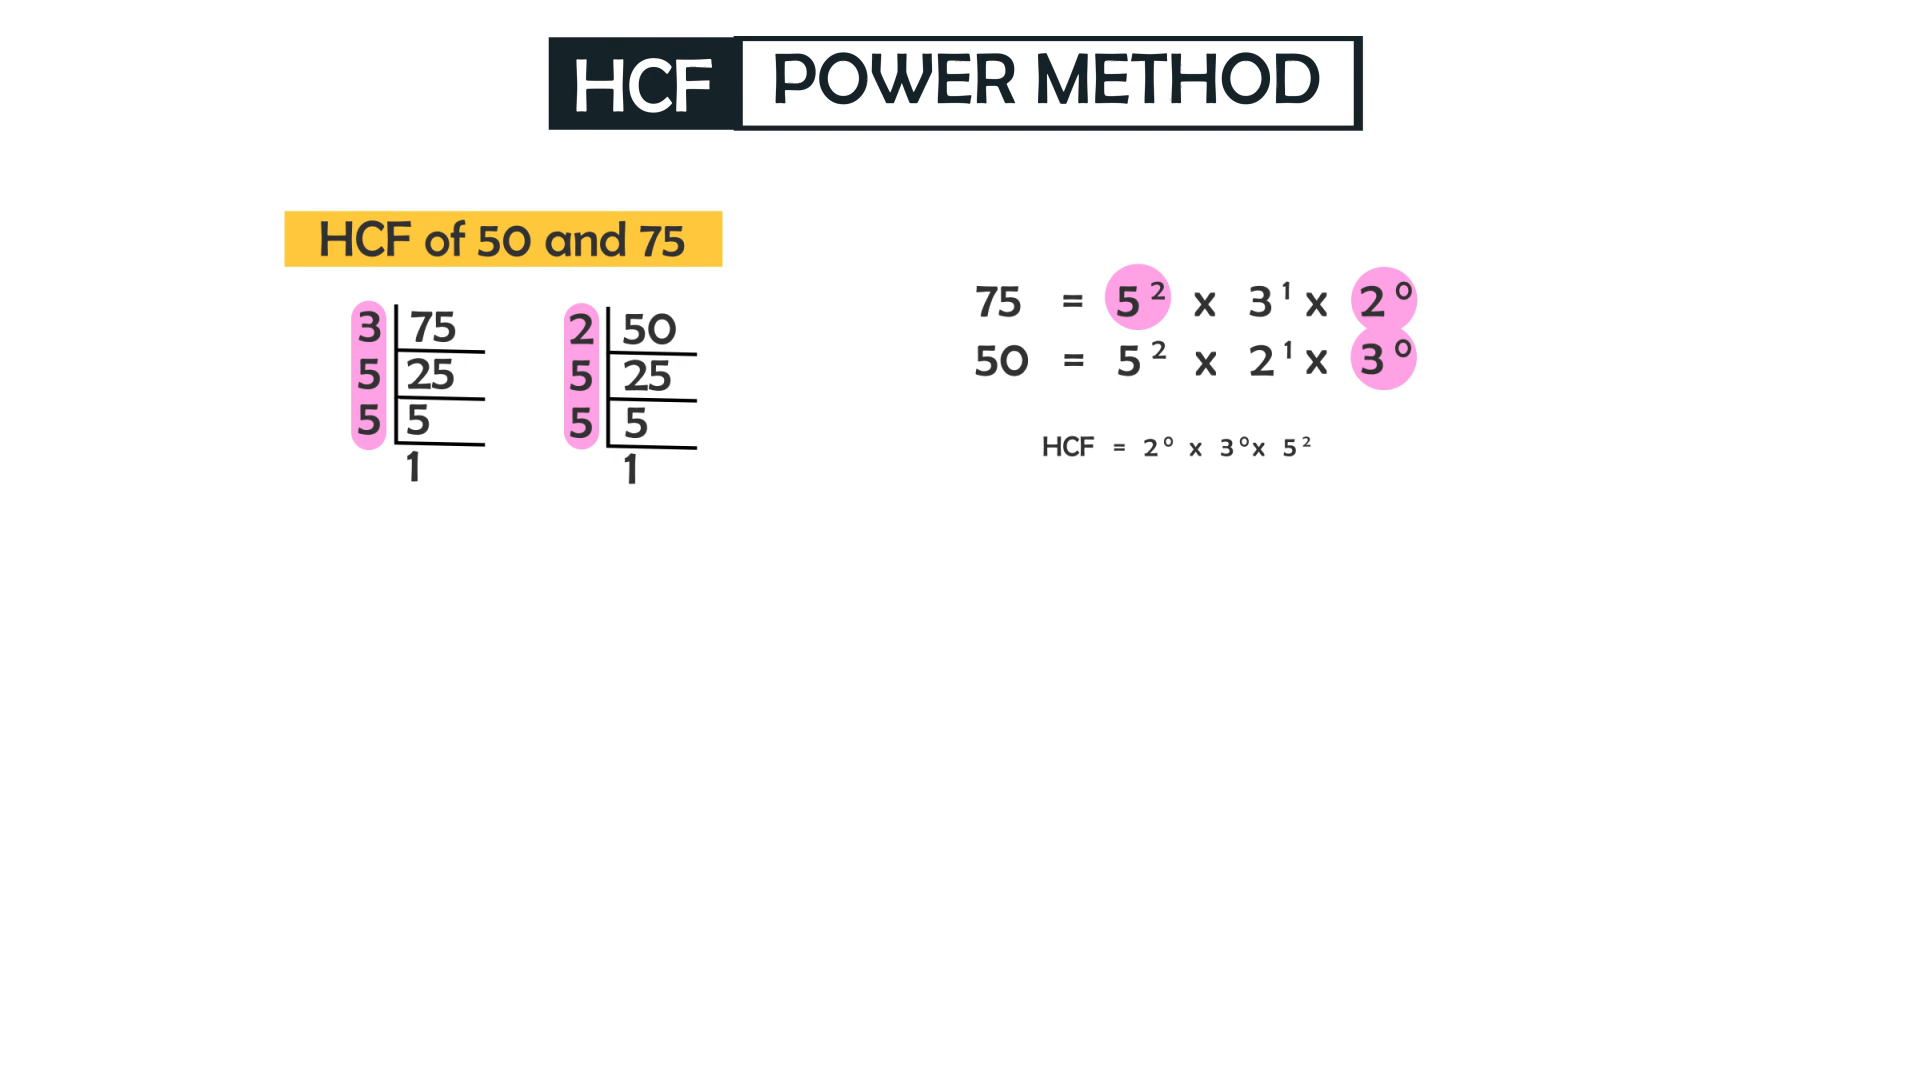 HCF POWER METHOD
HCF of 50 and 75
3 75
5 25
5 5
1
2 50
5 25
5 5
1
75 = 5² x 3¹ x 2⁰
50 = 5² x 2¹ x 3⁰
HCF = 2⁰ x 3⁰ x 5²